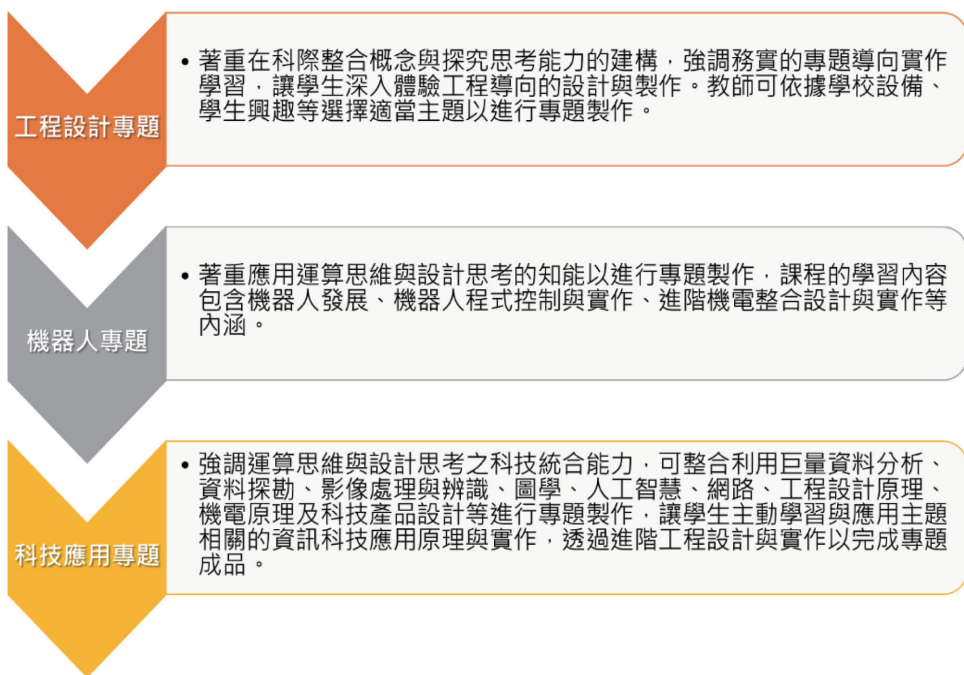 工程設計專題
• 著重在科際整合概念與探究思考能力的建構，強調務實的專題導向實作
學習，讓學生深入體驗工程導向的設計與製作。教師可依據學校設備、
學生興趣等選擇適當主題以進行專題製作。
機器人專題
• 著重應用運算思維與設計思考的知能以進行專題製作，課程的學習內容
包含機器人發展、機器人程式控制與實作、進階機電整合設計與實作等
內涵。
科技應用專題
• 強調運算思維與設計思考之科技統合能力，可整合利用巨量資料分析、
資料探勘、影像處理與辨識、圖學、人工智慧、網路、工程設計原理、
機電原理及科技產品設計等進行專題製作，讓學生主動學習與應用主題
相關的資訊科技應用原理與實作，透過進階工程設計與實作以完成專題
成品。